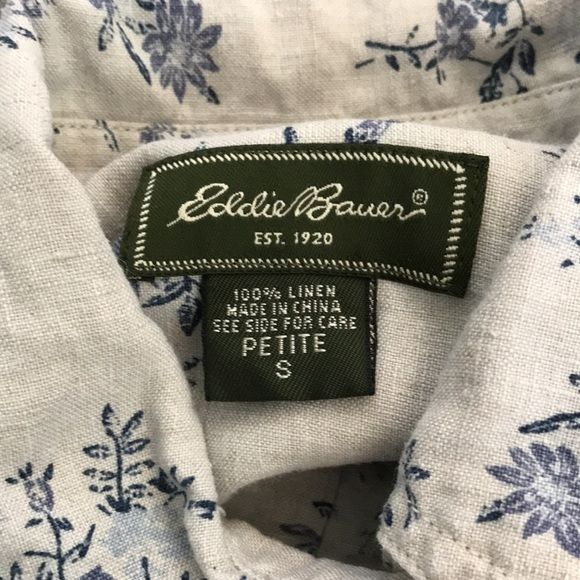 Eddie Bauer®
EST. 1920
100% LINEN
MADE IN CHINA
SEE SIDE FOR CARE
PETITE
S